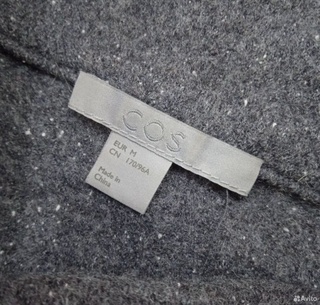 COS
EUR M
CN 170/96A
Made in
China
Avito